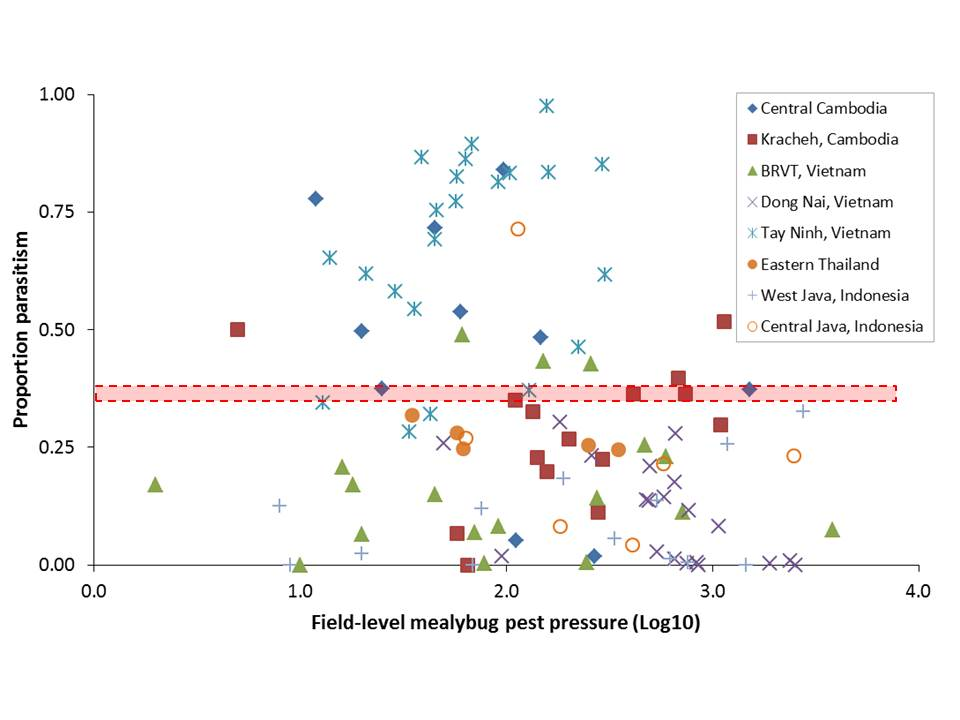 1.00
0.75
0.50
0.25
0.00
0.0
1.0
2.0
3.0
4.0
Proportion parasitism
Field-level mealybug pest pressure (Log10)
Central Cambodia
Kracheh, Cambodia
BRVT, Vietnam
Dong Nai, Vietnam
Tay Ninh, Vietnam
Eastern Thailand
West Java, Indonesia
Central Java, Indonesia